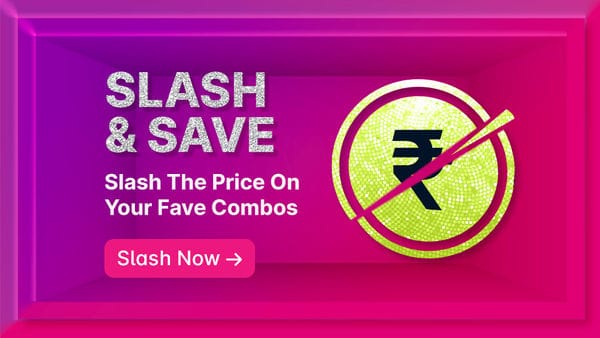 SLASH
& SAVE
Slash The Price On
Your Fave Combos
Slash Now →
₹